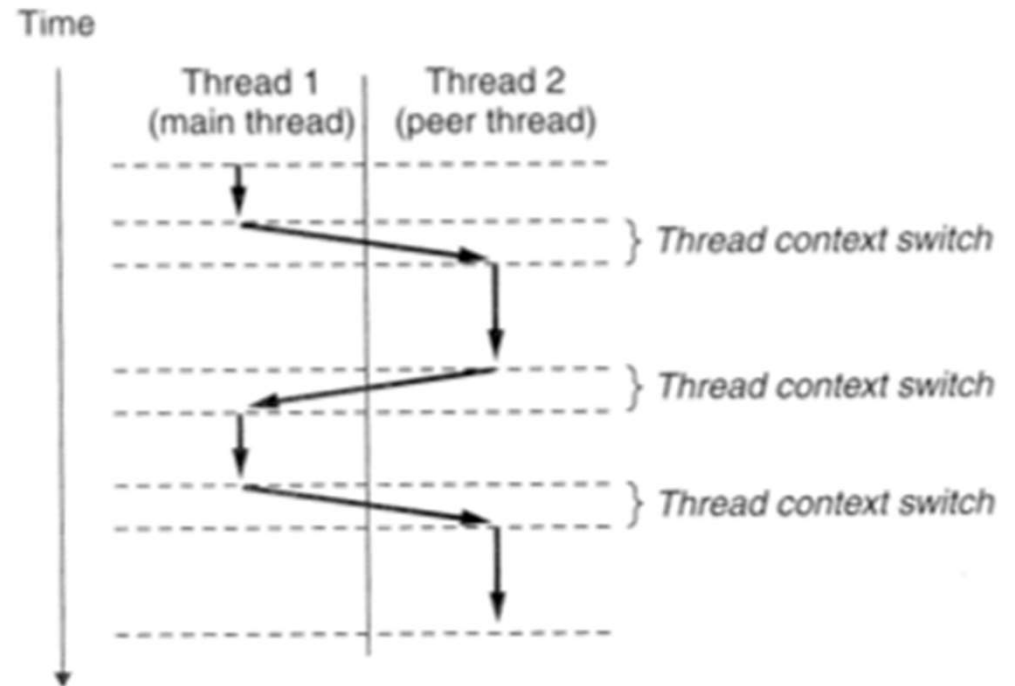 Time
Thread 1
(main thread)
Thread 2
(peer thread)
} Thread context switch
} Thread context switch
} Thread context switch